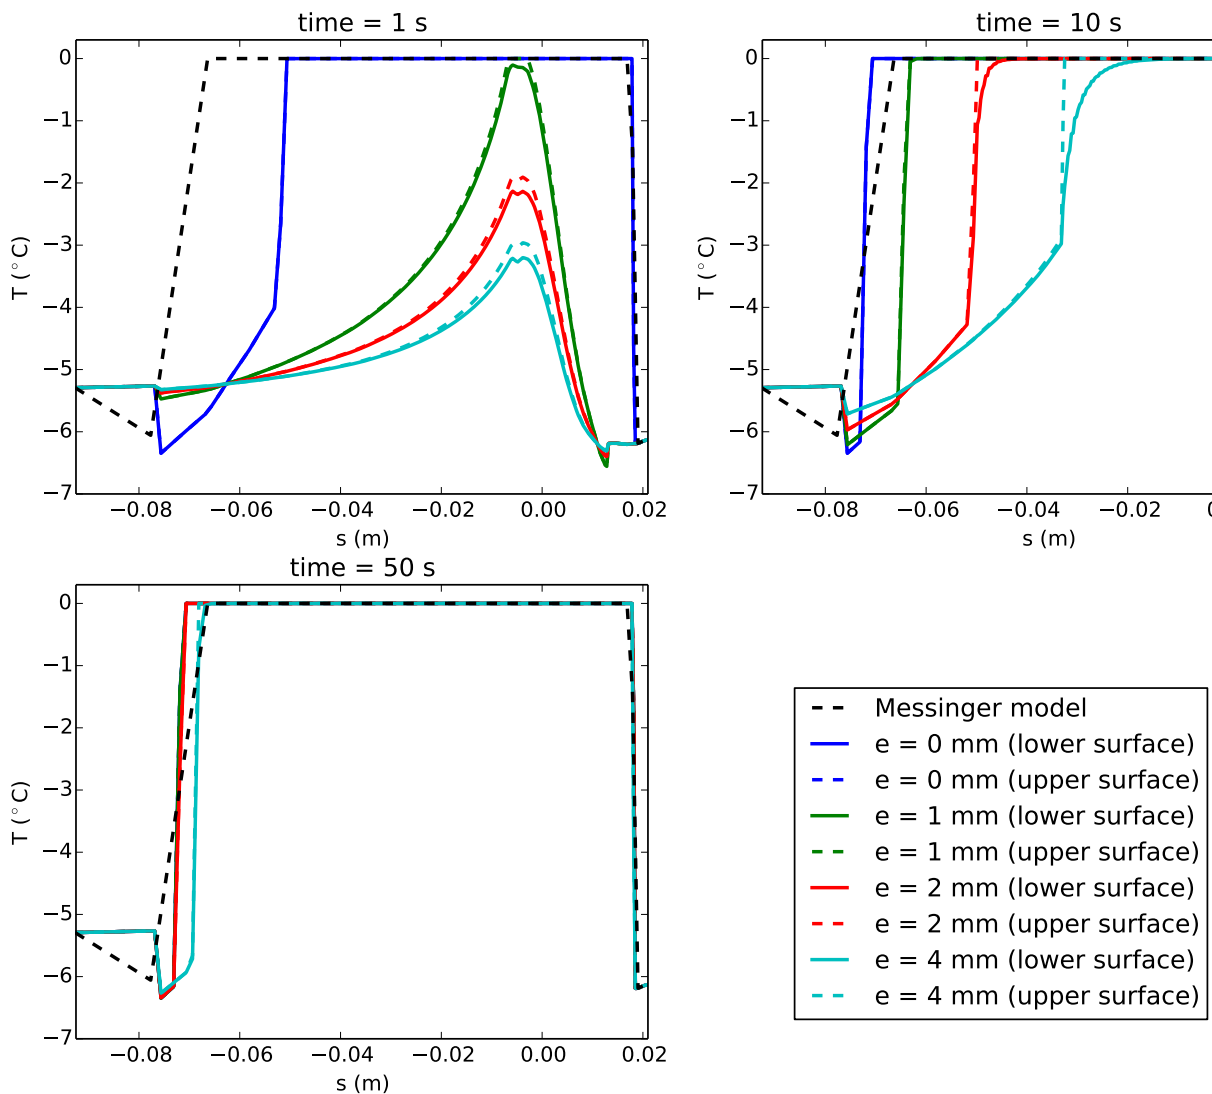 time = 1 s
0
−1
−2
−3
−4
−5
−6
−7
T (°C)
−0.08 −0.06 −0.04 −0.02 0.00 0.02
s (m)
time = 10 s
0
−1
−2
−3
−4
−5
−6
−7
T (°C)
−0.08 −0.06 −0.04 −0.02
s (m)
time = 50 s
0
−1
−2
−3
−4
−5
−6
−7
T (°C)
−0.08 −0.06 −0.04 −0.02 0.00 0.02
s (m)
Messinger model
e = 0 mm (lower surface)
e = 0 mm (upper surface)
e = 1 mm (lower surface)
e = 1 mm (upper surface)
e = 2 mm (lower surface)
e = 2 mm (upper surface)
e = 4 mm (lower surface)
e = 4 mm (upper surface)